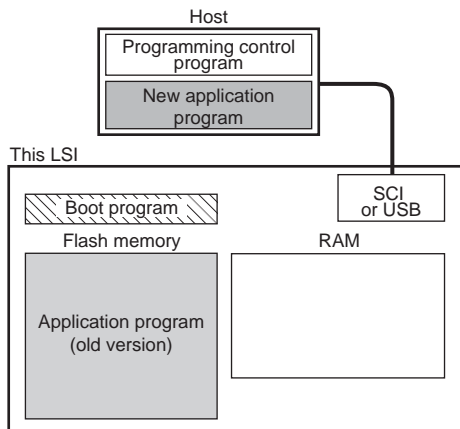 Host
Programming control
program
New application
program
This LSI
SCI
or USB
Boot program
Flash memory
RAM
Application program
(old version)